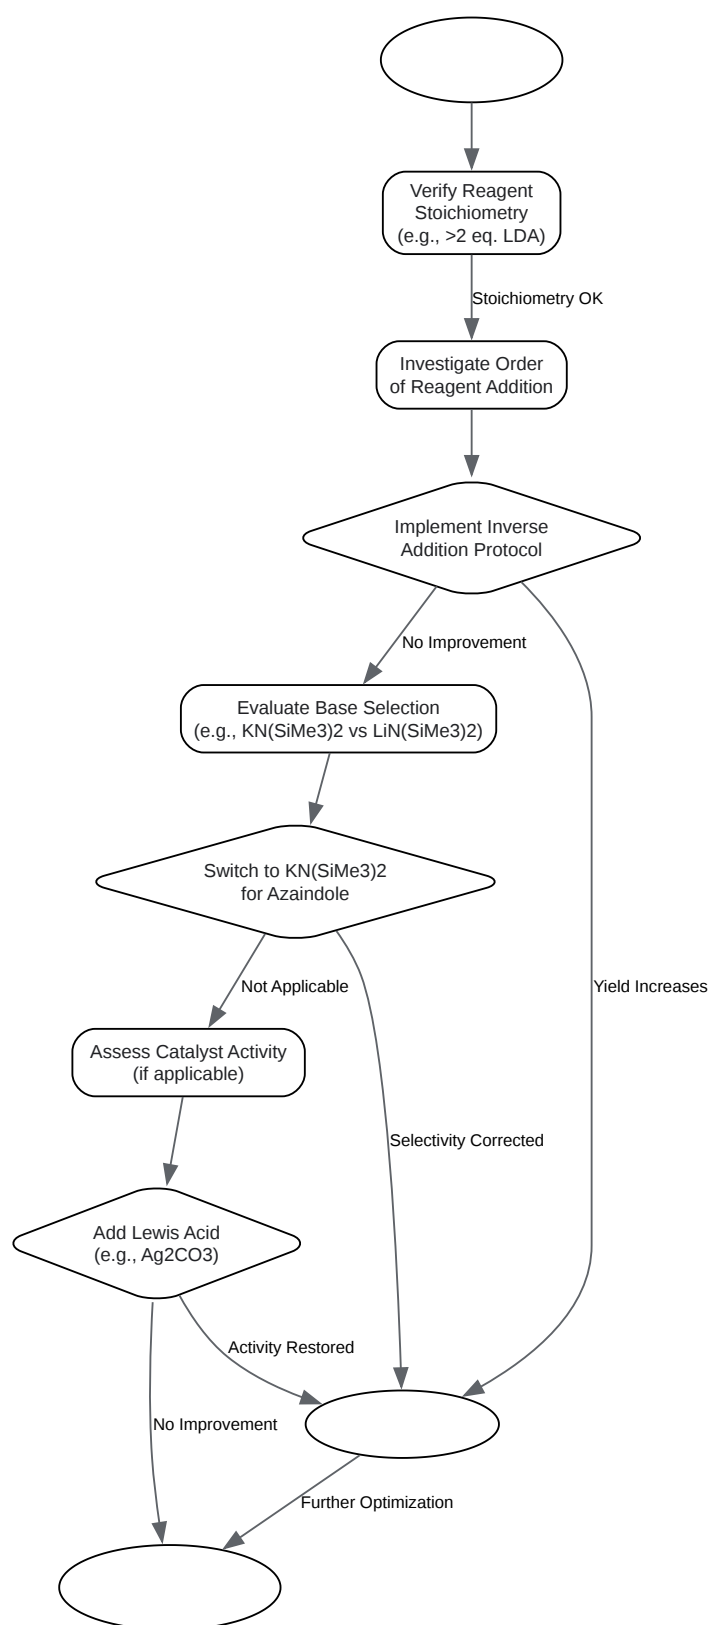 Verify Reagent
Stoichiometry
(e.g., >2 eq. LDA)
Stoichiometry OK
Investigate Order
of Reagent Addition
Implement Inverse
Addition Protocol
No Improvement
Evaluate Base Selection
(e.g., KN(SiMe3)2 vs LiN(SiMe3)2)
Switch to KN(SiMe3)2
for Azaindole
Not Applicable
Yield Increases
Assess Catalyst Activity
(if applicable)
Selectivity Corrected
Add Lewis Acid
(e.g., Ag2CO3)
Activity Restored
No Improvement
Further Optimization